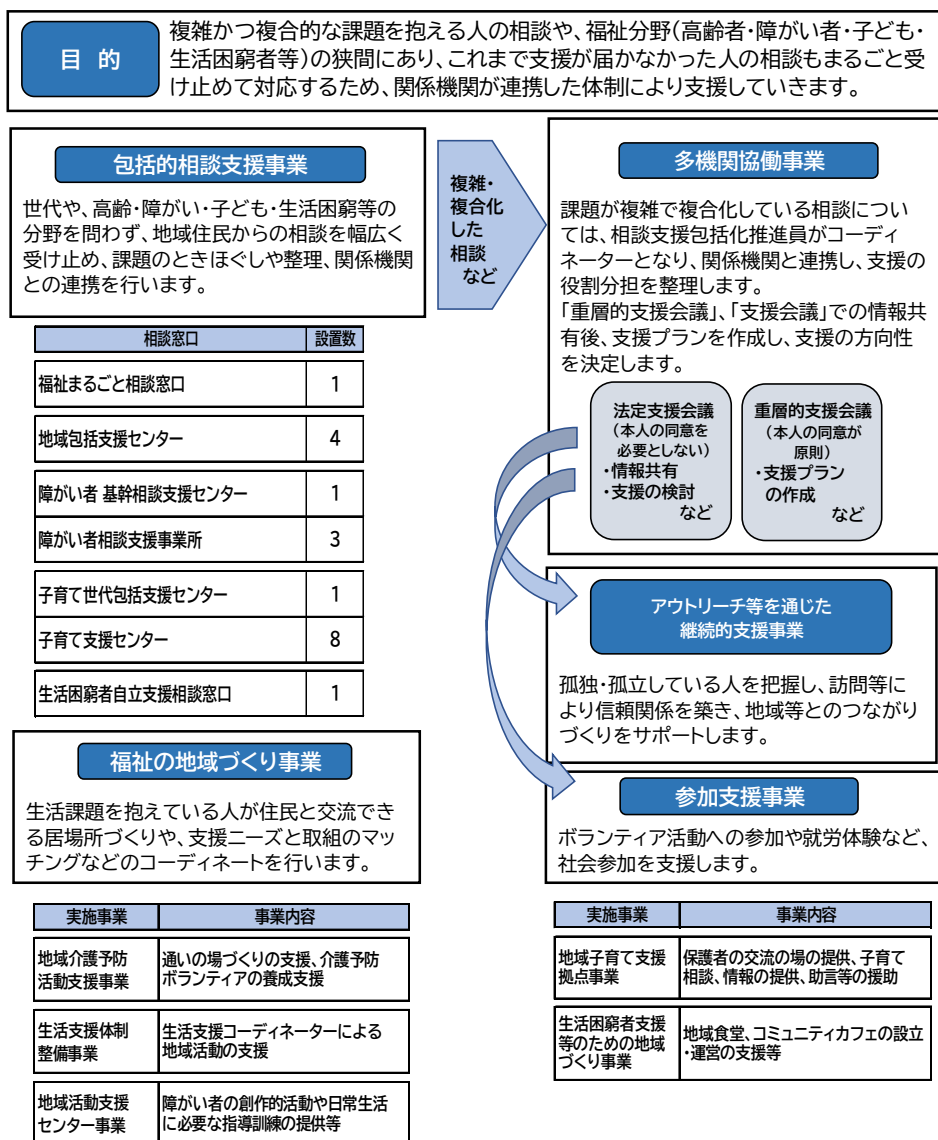 目 的
複雑かつ複合的な課題を抱える人の相談や、福祉分野(高齢者・障がい者・子ども・
生活困窮者等)の狭間にあり、これまで支援が届かなかった人の相談もまるごと受
け止めて対応するため、関係機関が連携した体制により支援していきます。
包括的相談支援事業
世代や、高齢・障がい・子ども・生活困窮等の
分野を問わず、地域住民からの相談を幅広く
受け止め、課題のときほぐしや整理、関係機関
との連携を行います。
複雑・
複合化
した
相談
など
多機関協働事業
課題が複雑で複合化している相談につい
ては、相談支援包括化推進員がコーディ
ネーターとなり、関係機関と連携し、支援の
役割分担を整理します。
「重層的支援会議」、「支援会議」での情報共
有後、支援プランを作成し、支援の方向性
を決定します。
法定支援会議
(本人の同意を
必要としない)
・情報共有
・支援の検討
など
重層的支援会議
(本人の同意が
原則)
・支援プラン
の作成
など
相談窓口 設置数
福祉まるごと相談窓口 1
地域包括支援センター 4
障がい者 基幹相談支援センター 1
障がい者相談支援事業所 3
子育て世代包括支援センター 1
子育て支援センター 8
生活困窮者自立支援相談窓口 1
アウトリーチ等を通じた
継続的支援事業
孤独・孤立している人を把握し、訪問等に
より信頼関係を築き、地域等とのつながり
づくりをサポートします。
福祉の地域づくり事業
生活課題を抱えている人が住民と交流でき
る居場所づくりや、支援ニーズと取組のマッ
チングなどのコーディネートを行います。
参加支援事業
ボランティア活動への参加や就労体験など、
社会参加を支援します。
実施事業 事業内容
地域介護予防
活動支援事業
通いの場づくりの支援、介護予防
ボランティアの養成支援
生活支援体制
整備事業
生活支援コーディネーターによる
地域活動の支援
地域活動支援
センター事業
障がい者の創作的活動や日常生活
に必要な指導訓練の提供等
実施事業 事業内容
地域子育て支援
拠点事業
保護者の交流の場の提供、子育て
相談、情報の提供、助言等の援助
生活困窮者支援
等のための地域
づくり事業
地域食堂、コミュニティカフェの設立
・運営の支援等